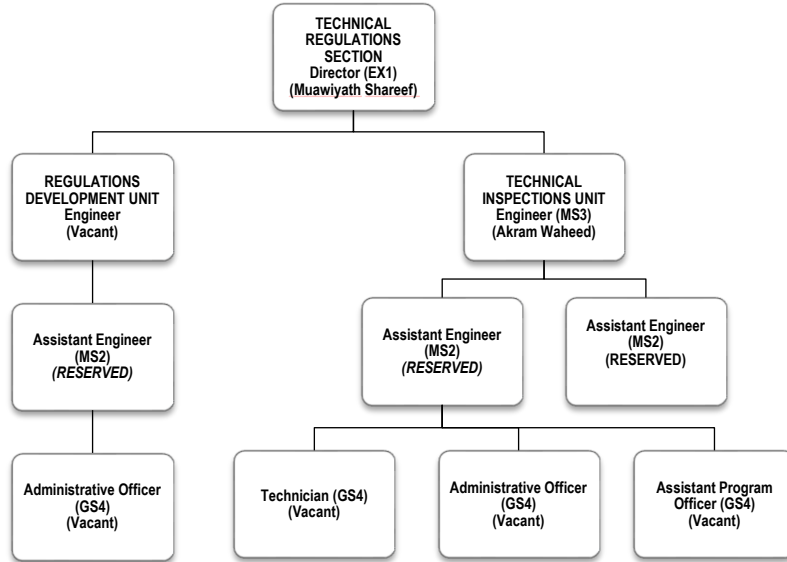 TECHNICAL
REGULATIONS
SECTION
Director (EX1)
(Muawiyath Shareef)
REGULATIONS
DEVELOPMENT UNIT
Engineer
(Vacant)
TECHNICAL
INSPECTIONS UNIT
Engineer (MS3)
(Akram Waheed)
Assistant Engineer
(MS2)
(RESERVED)
Assistant Engineer
(MS2)
(RESERVED)
Assistant Engineer
(MS2)
(RESERVED)
Administrative Officer
(GS4)
(Vacant)
Technician (GS4)
(Vacant)
Administrative Officer
(GS4)
(Vacant)
Assistant Program
Officer (GS4)
(Vacant)